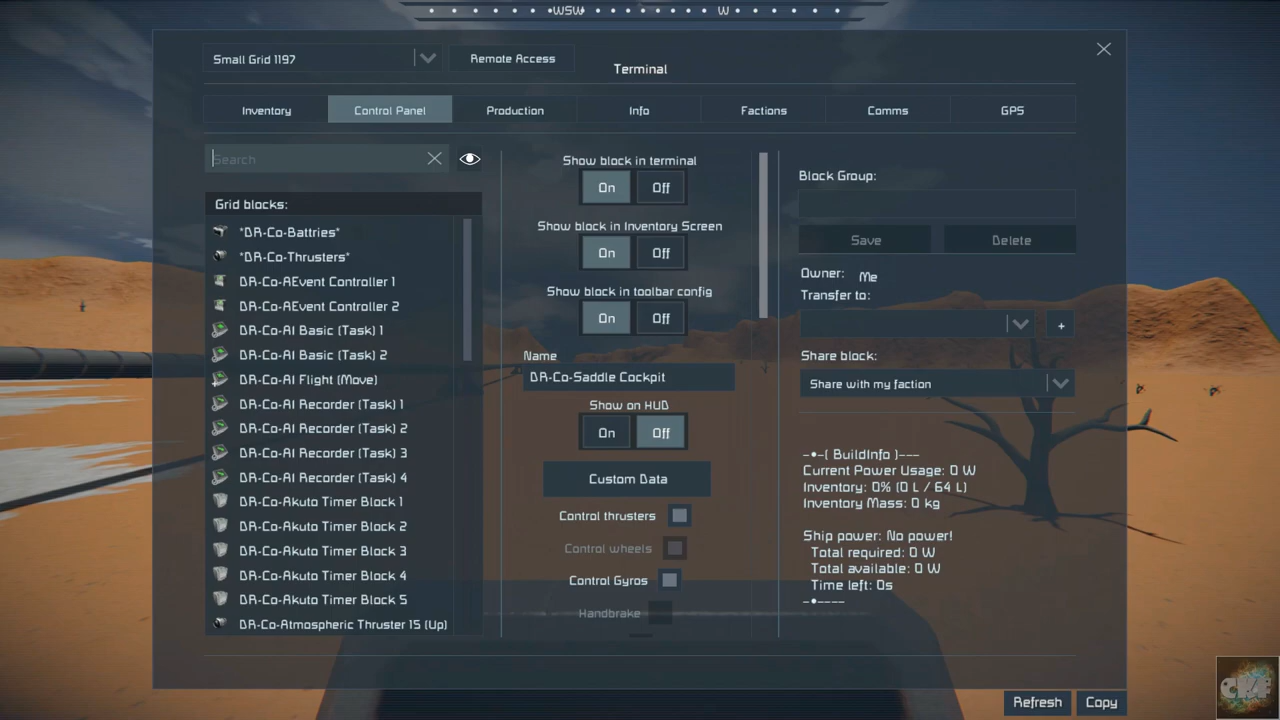 WSW W
Small Grid 1197
Remote Access
Terminal
Inventory
Control Panel
Production
Info
Factions
Comms
GPS
Search
Grid blocks:
*DR-Co-Battries*
*DR-Co-Thrusters*
DR-Co-AEvent Controller 1
DR-Co-AEvent Controller 2
DR-Co-AI Basic (Task) 1
DR-Co-AI Basic (Task) 2
DR-Co-AI Flight (Move)
DR-Co-AI Recorder (Task) 1
DR-Co-AI Recorder (Task) 2
DR-Co-AI Recorder (Task) 3
DR-Co-AI Recorder (Task) 4
DR-Co-Akuto Timer Block 1
DR-Co-Akuto Timer Block 2
DR-Co-Akuto Timer Block 3
DR-Co-Akuto Timer Block 4
DR-Co-Akuto Timer Block 5
DR-Co-Atmospheric Thruster 15 (Up)
Show block in terminal
On Off
Show block in Inventory Screen
On Off
Show block in toolbar config
On Off
Name
DR-Co-Saddle Cockpit
Show on HUD
On Off
Custom Data
Control thrusters
Control wheels
Control Gyros
Handbrake
Block Group:
Save
Delete
Owner: Me
Transfer to:
+
Share block:
Share with my faction
-●-( BuildInfo )---
Current Power Usage: 0 W
Inventory: 0% (0 L / 64 L)
Inventory Mass: 0 kg
Ship power: No power!
Total required: 0 W
Total available: 0 W
Time left: 0s
-●----
Refresh
Copy